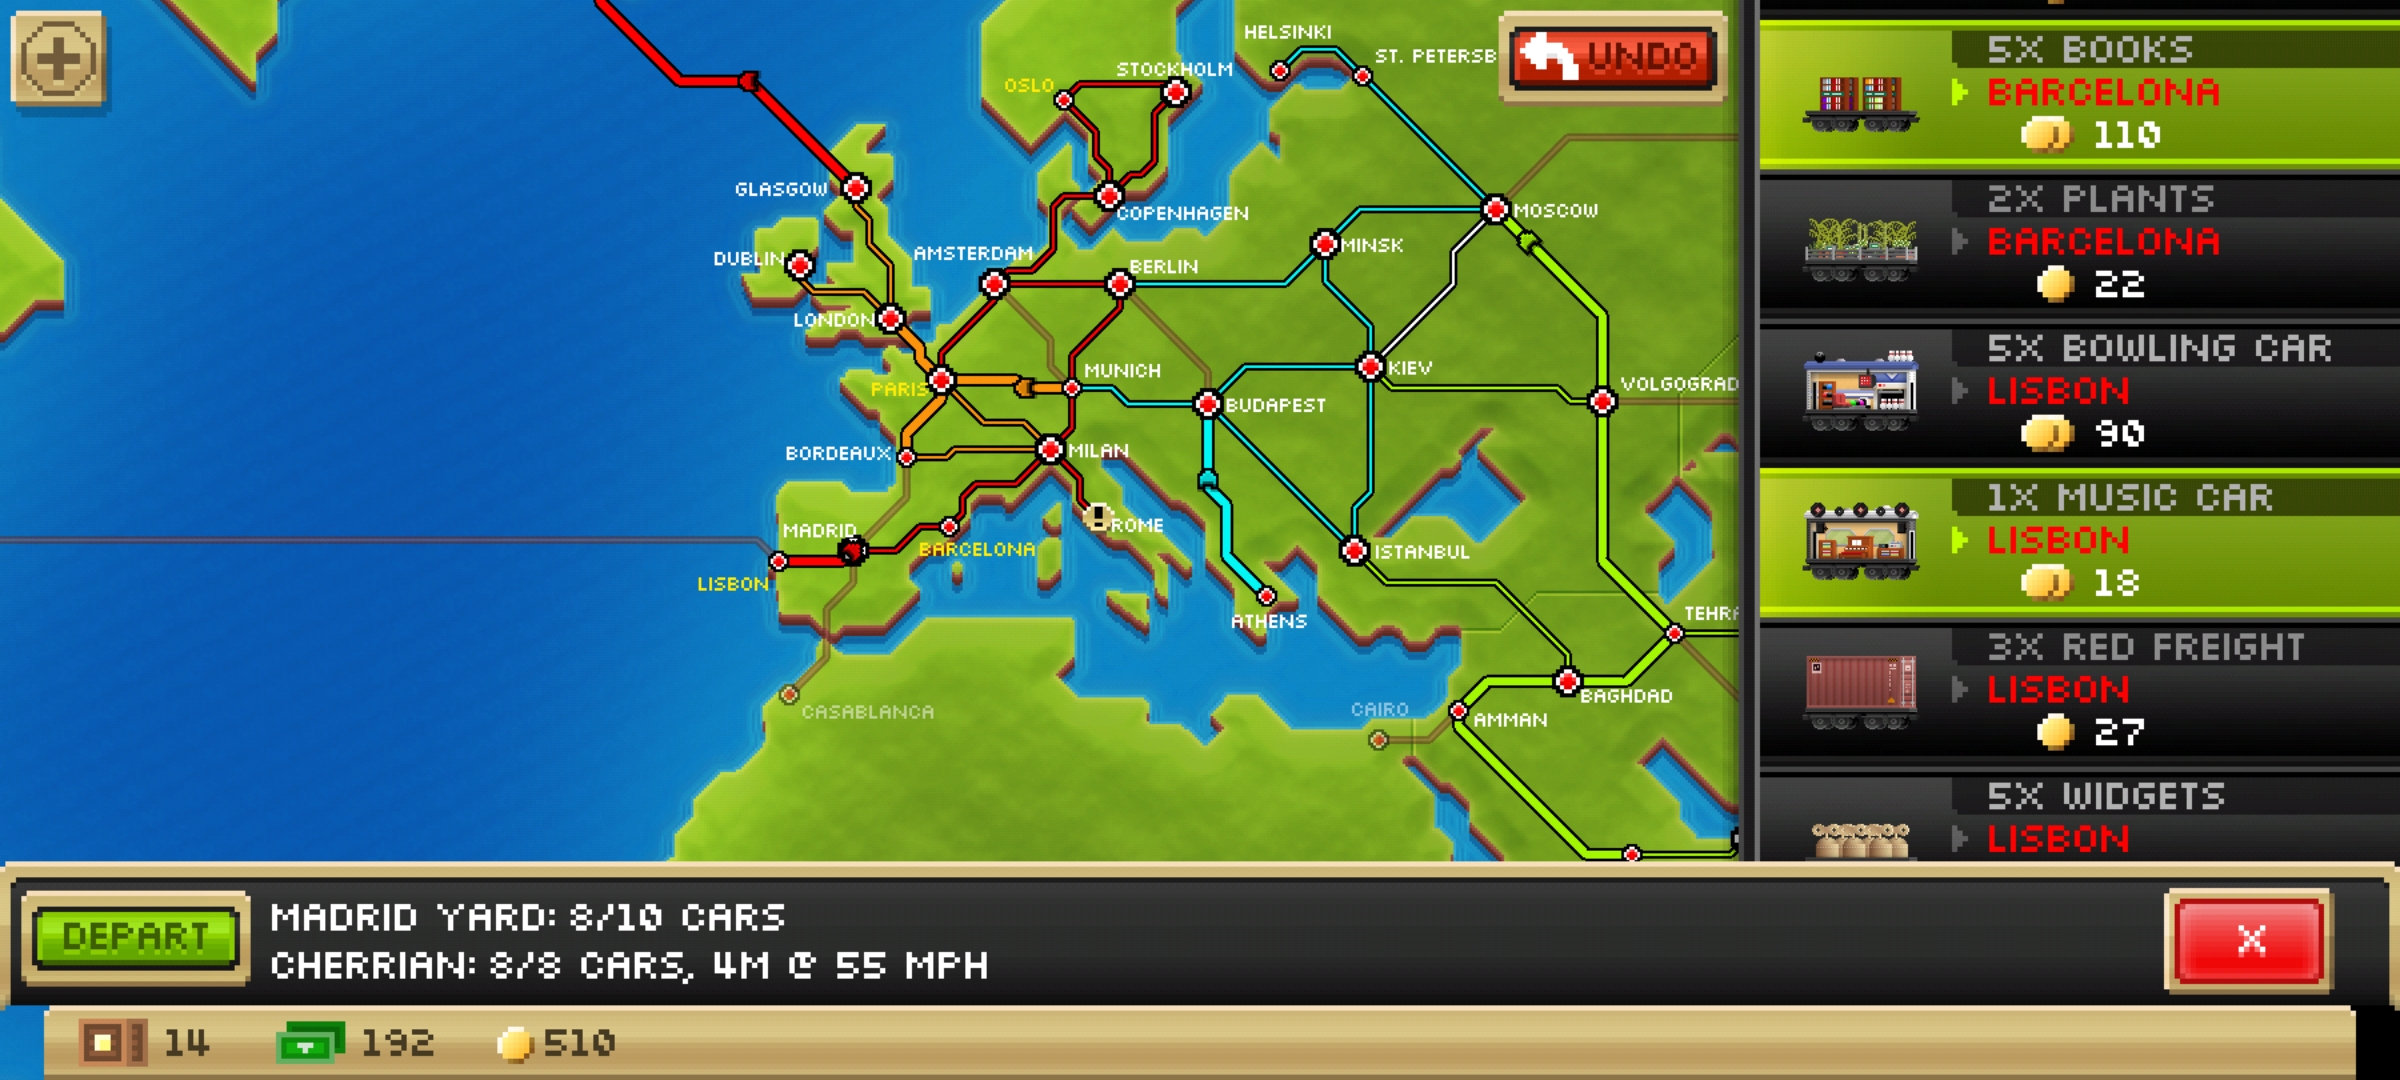 HELSINKI
ST. PETERSB
UNDO
STOCKHOLM
OSLO
GLASGOW
COPENHAGEN
MOSCOW
MINSK
DUBLIN
AMSTERDAM
BERLIN
LONDON
MUNICH
KIEV
VOLGOGRAD
PARIS
BUDAPEST
BORDEAUX
MILAN
MADRID
ROME
BARCELONA
ISTANBUL
LISBON
ATHENS
TEHRA
CASABLANCA
CAIRO
AMMAN
BAGHDAD
5X BOOKS
BARCELONA
110
2X PLANTS
BARCELONA
22
5X BOWLING CAR
LISBON
90
1X MUSIC CAR
LISBON
18
3X RED FREIGHT
LISBON
27
5X WIDGETS
LISBON
DEPART
MADRID YARD: 8/10 CARS
CHERRIAN: 8/8 CARS, 4M @ 55 MPH
X
14
192
510